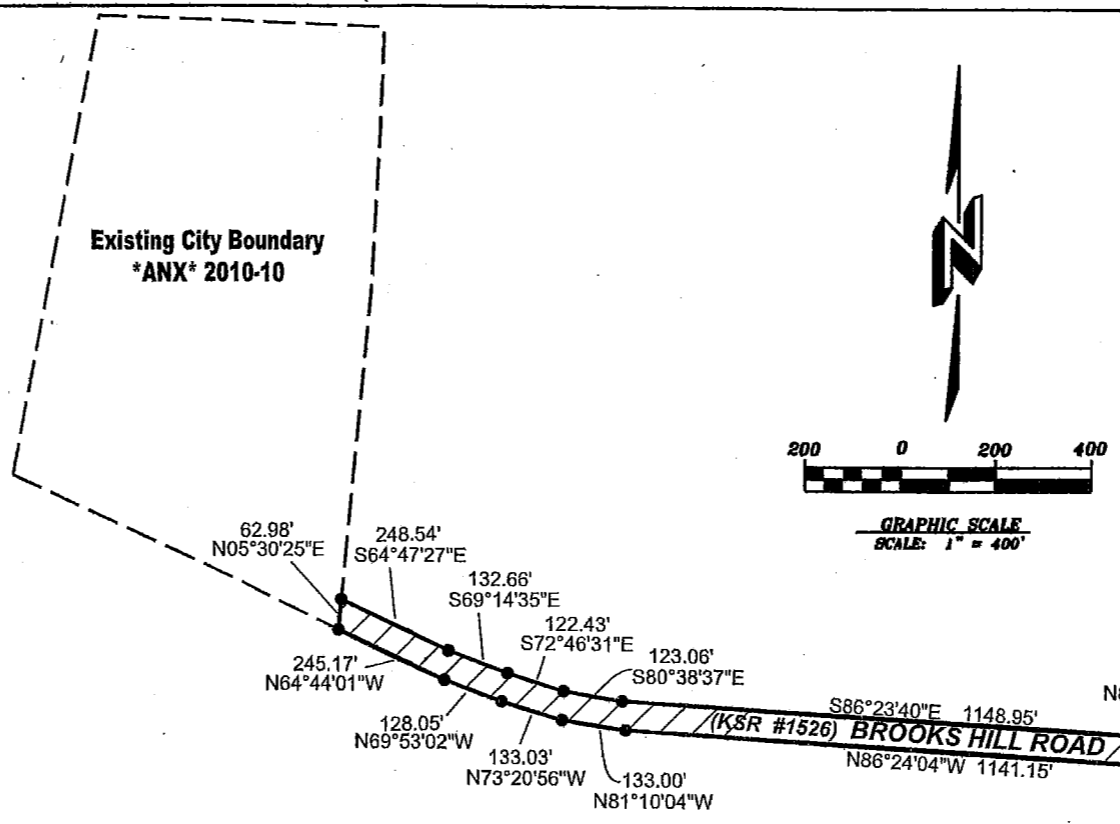 Existing City Boundary
*ANX* 2010-10
N
200 0 200 400
GRAPHIC SCALE
SCALE: 1" = 400'
62.98'
N05°30'25"E
248.54'
S64°47'27"E
132.66'
S69°14'35"E
122.43'
S72°46'31"E
123.06'
S80°38'37"E
245.17'
N64°44'01"W
128.05'
N69°53'02"W
133.03'
N73°20'56"W
133.00'
N81°10'04"W
S86°23'40"E 1148.95'
(KSR #1526) BROOKS HILL ROAD
N86°24'04"W 1141.15'